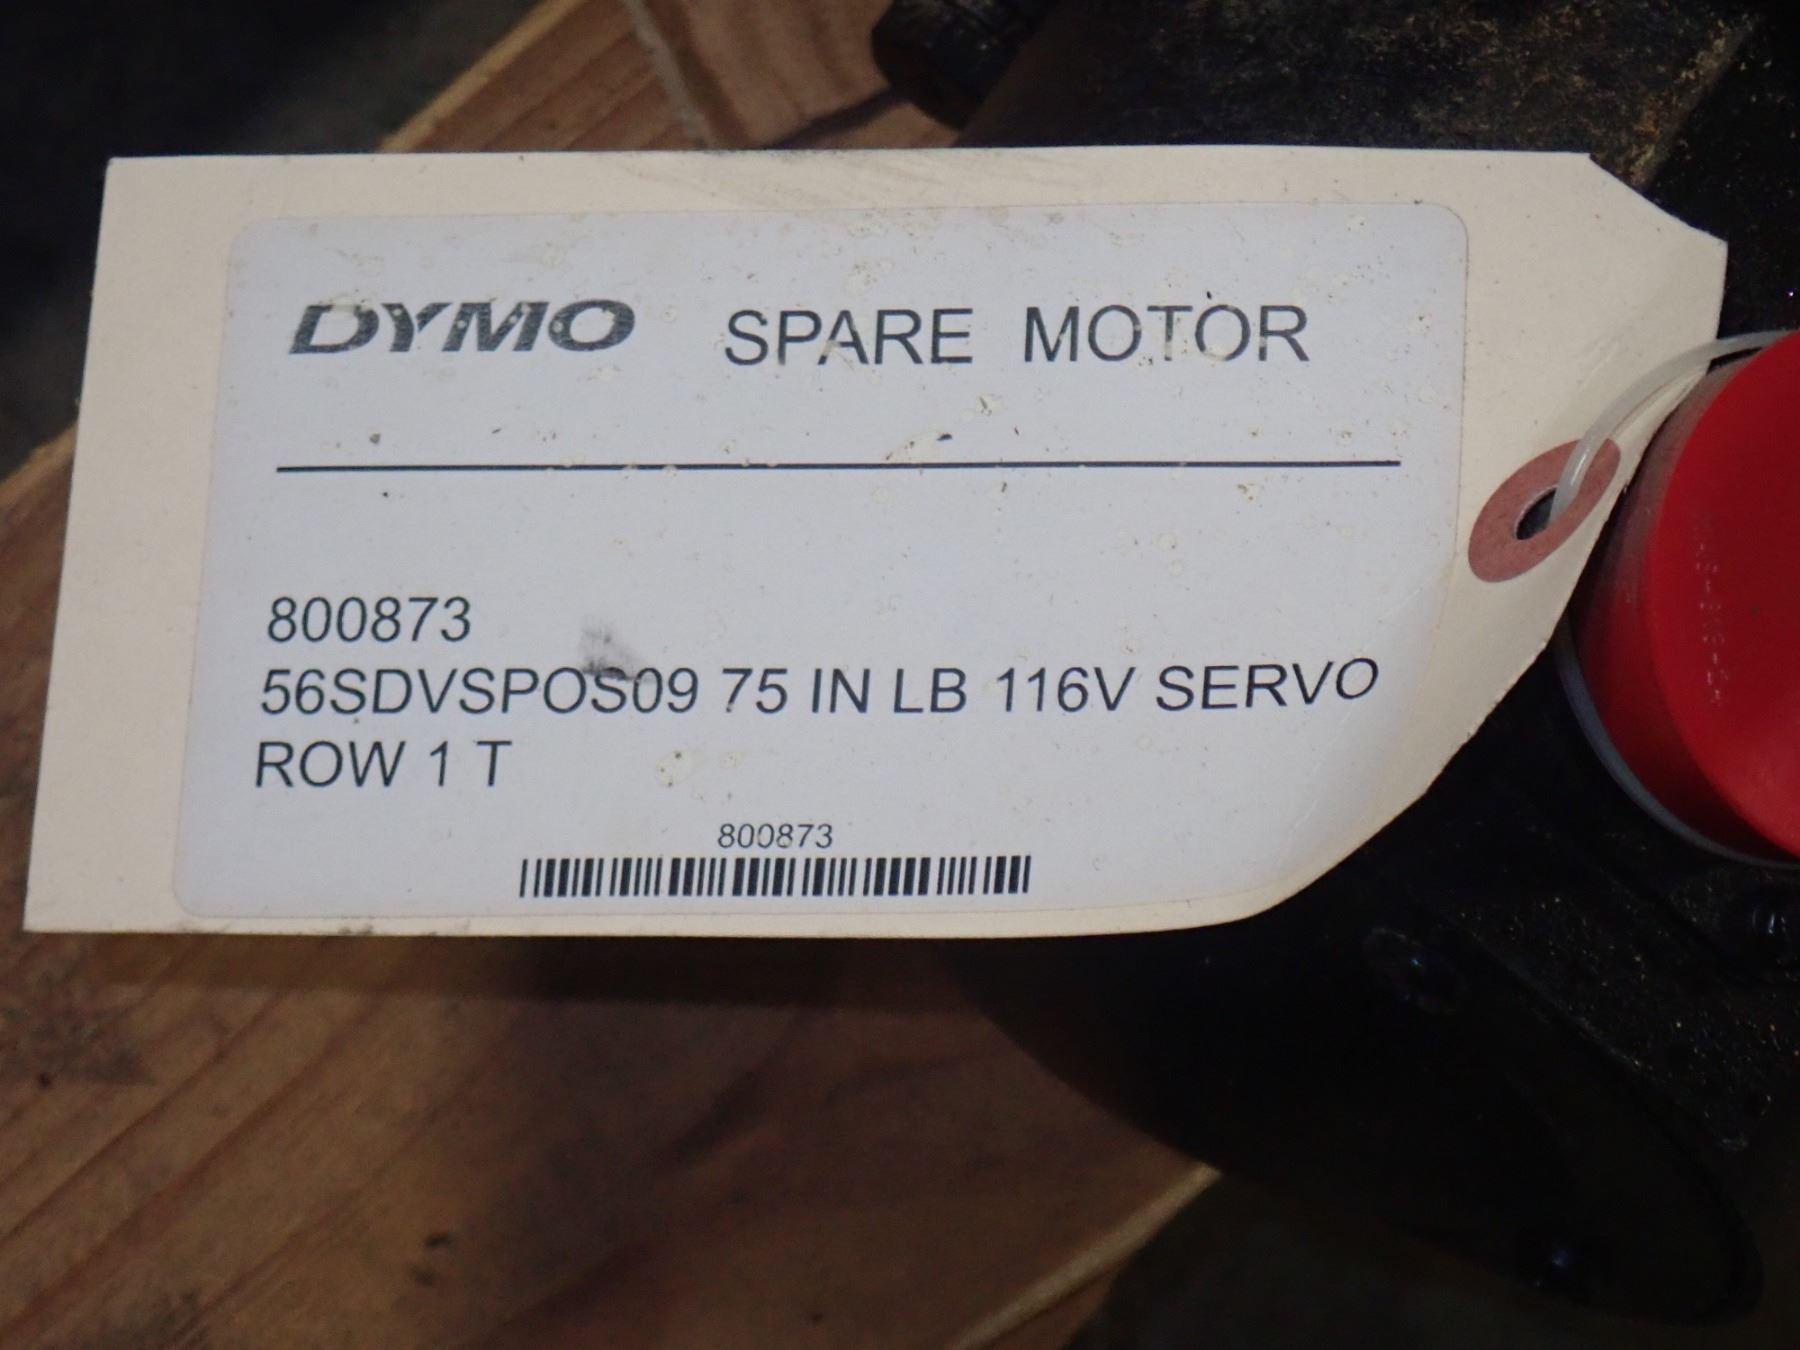 DYMO SPARE MOTOR
800873
56SDVSPOS09 75 IN LB 116V SERVO
ROW 1 T
800873